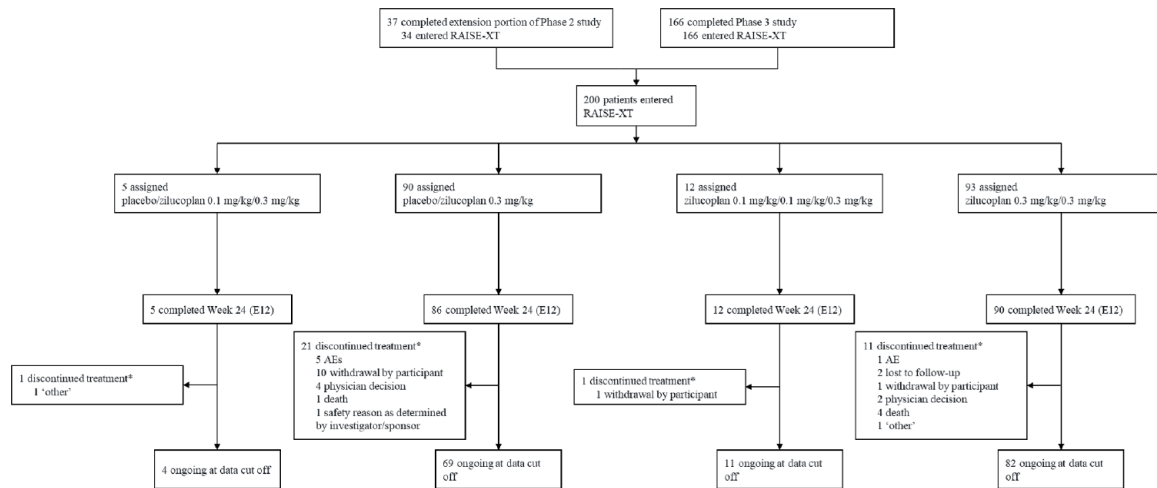 37 completed extension portion of Phase 2 study
34 entered RAISE-XT
166 completed Phase 3 study
166 entered RAISE-XT
200 patients entered
RAISE-XT
5 assigned
placebo/zilucoplan 0.1 mg/kg/0.3 mg/kg
90 assigned
placebo/zilucoplan 0.3 mg/kg
12 assigned
zilucoplan 0.1 mg/kg/0.1 mg/kg/0.3 mg/kg
93 assigned
zilucoplan 0.3 mg/kg/0.3 mg/kg
5 completed Week 24 (E12)
86 completed Week 24 (E12)
12 completed Week 24 (E12)
90 completed Week 24 (E12)
1 discontinued treatment*
1 ‘other’
21 discontinued treatment*
5 AEs
10 withdrawal by participant
4 physician decision
1 death
1 safety reason as determined
by investigator/sponsor
1 discontinued treatment*
1 withdrawal by participant
11 discontinued treatment*
1 AE
2 lost to follow-up
1 withdrawal by participant
2 physician decision
4 death
1 ‘other’
4 ongoing at data cut off
69 ongoing at data cut
off
11 ongoing at data cut
off
82 ongoing at data cut
off